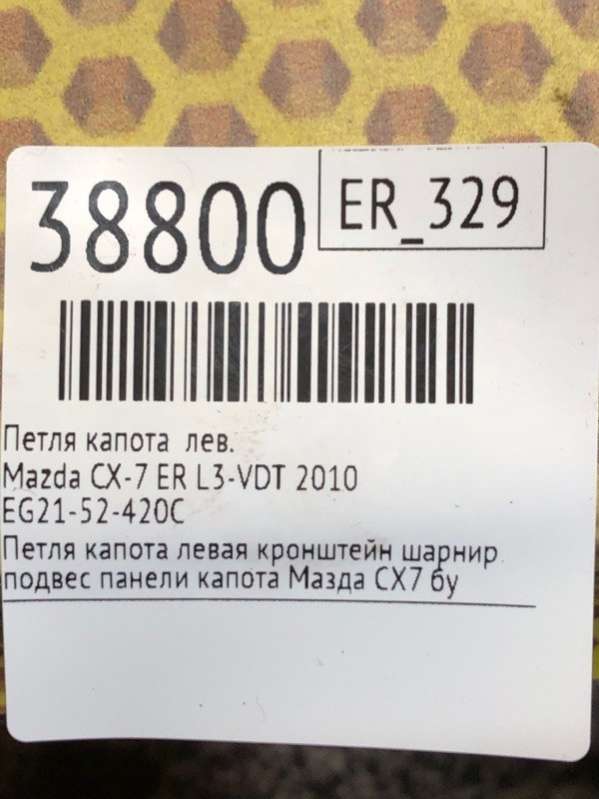 38800
ER_329
Петля капота лев.
Mazda CX-7 ER L3-VDT 2010
EG21-52-420C
Петля капота левая кронштейн шарнир
подвес панели капота Мазда СХ7 бу